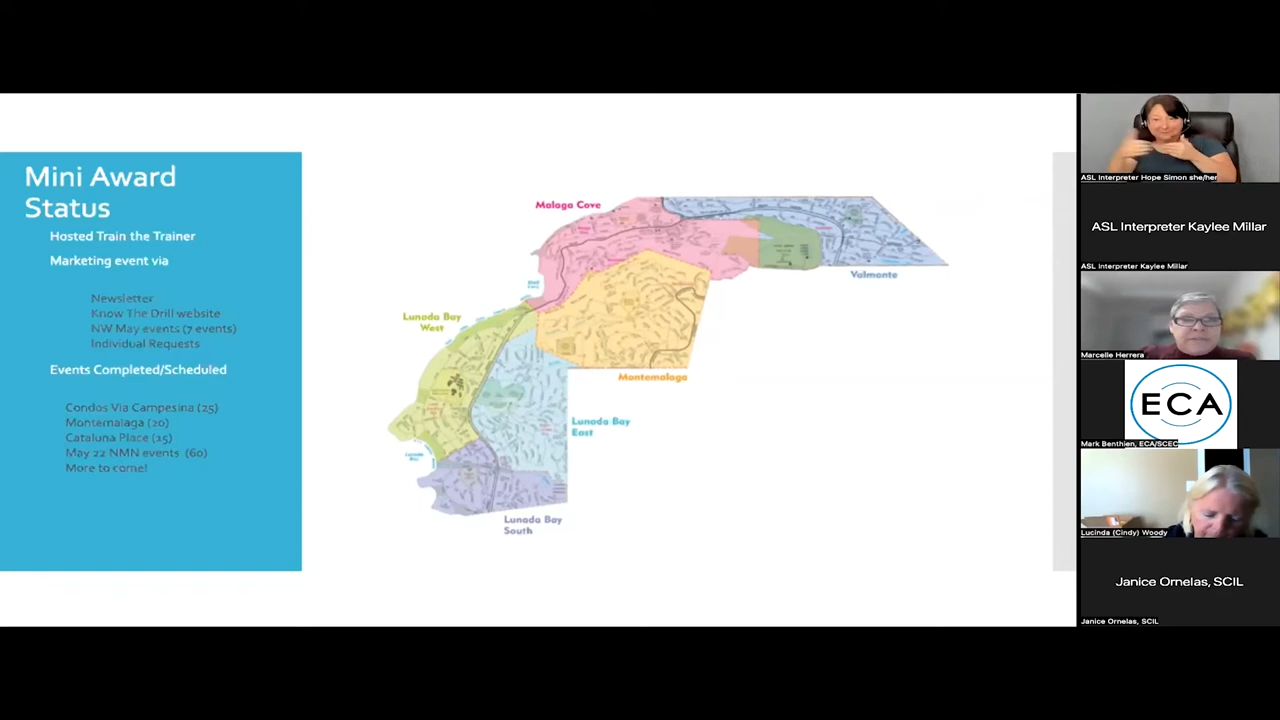 Mini Award
Status
Hosted Train the Trainer
Marketing event via
Newsletter
Know The Drill website
NW May events (7 events)
Individual Requests
Events Completed/Scheduled
Condos Via Campesina (25)
Montemalaga (20)
Cataluna Place (15)
May 22 NMN events (60)
More to come!
Malaga Cove
Valmonte
Lunada Bay
West
Montemalaga
Lunada Bay
East
Lunada Bay
South
ASL Interpreter Hope Simon she/her
ASL Interpreter Kaylee Millar
ASL Interpreter Kaylee Millar
Marcelle Herrera
ECA
Mark Benthien, ECA/SCEC
Lucinda (Cindy) Woody
Janice Ornelas, SCIL
Janice Ornelas, SCIL